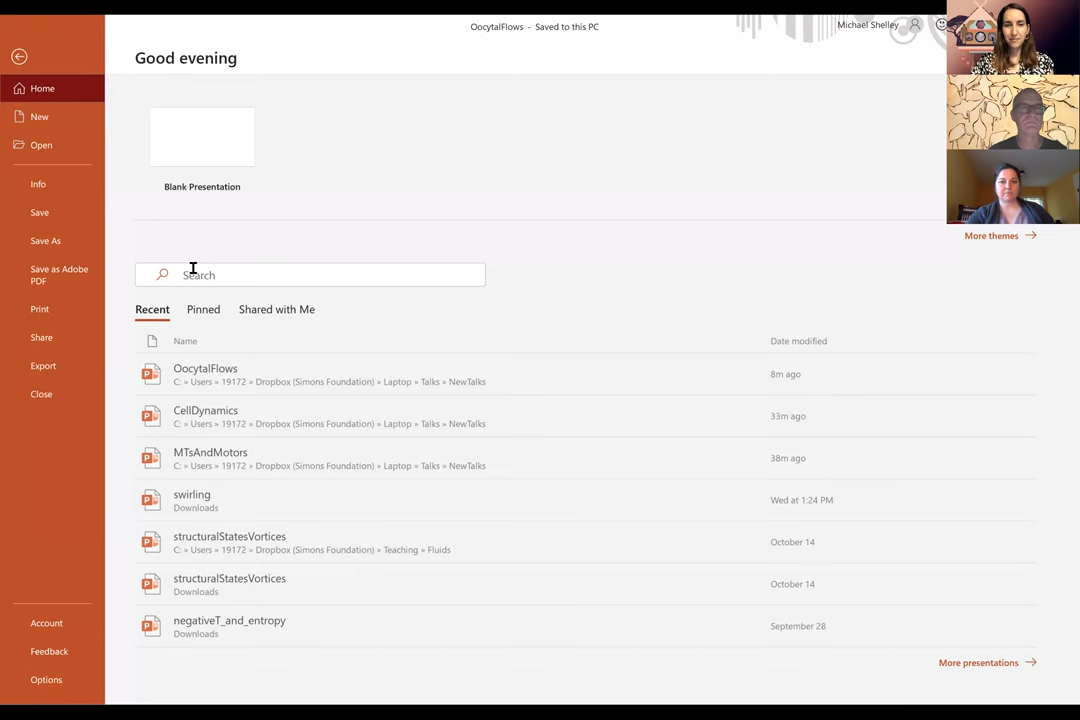 OocytalFlows - Saved to this PC
Michael Shelley
Good evening
Home
New
Open
Info
Save
Save As
Save as Adobe
PDF
Print
Share
Export
Close
Account
Feedback
Options
Blank Presentation
More themes
Search
Recent Pinned Shared with Me
Name Date modified
OocytalFlows
C: » Users » 19172 » Dropbox (Simons Foundation) » Laptop » Talks » NewTalks
8m ago
CellDynamics
C: » Users » 19172 » Dropbox (Simons Foundation) » Laptop » Talks » NewTalks
33m ago
MTsAndMotors
C: » Users » 19172 » Dropbox (Simons Foundation) » Laptop » Talks » NewTalks
38m ago
swirling
Downloads
Wed at 1:24 PM
structuralStatesVortices
C: » Users » 19172 » Dropbox (Simons Foundation) » Teaching » Fluids
October 14
structuralStatesVortices
Downloads
October 14
negativeT_and_entropy
Downloads
September 28
More presentations